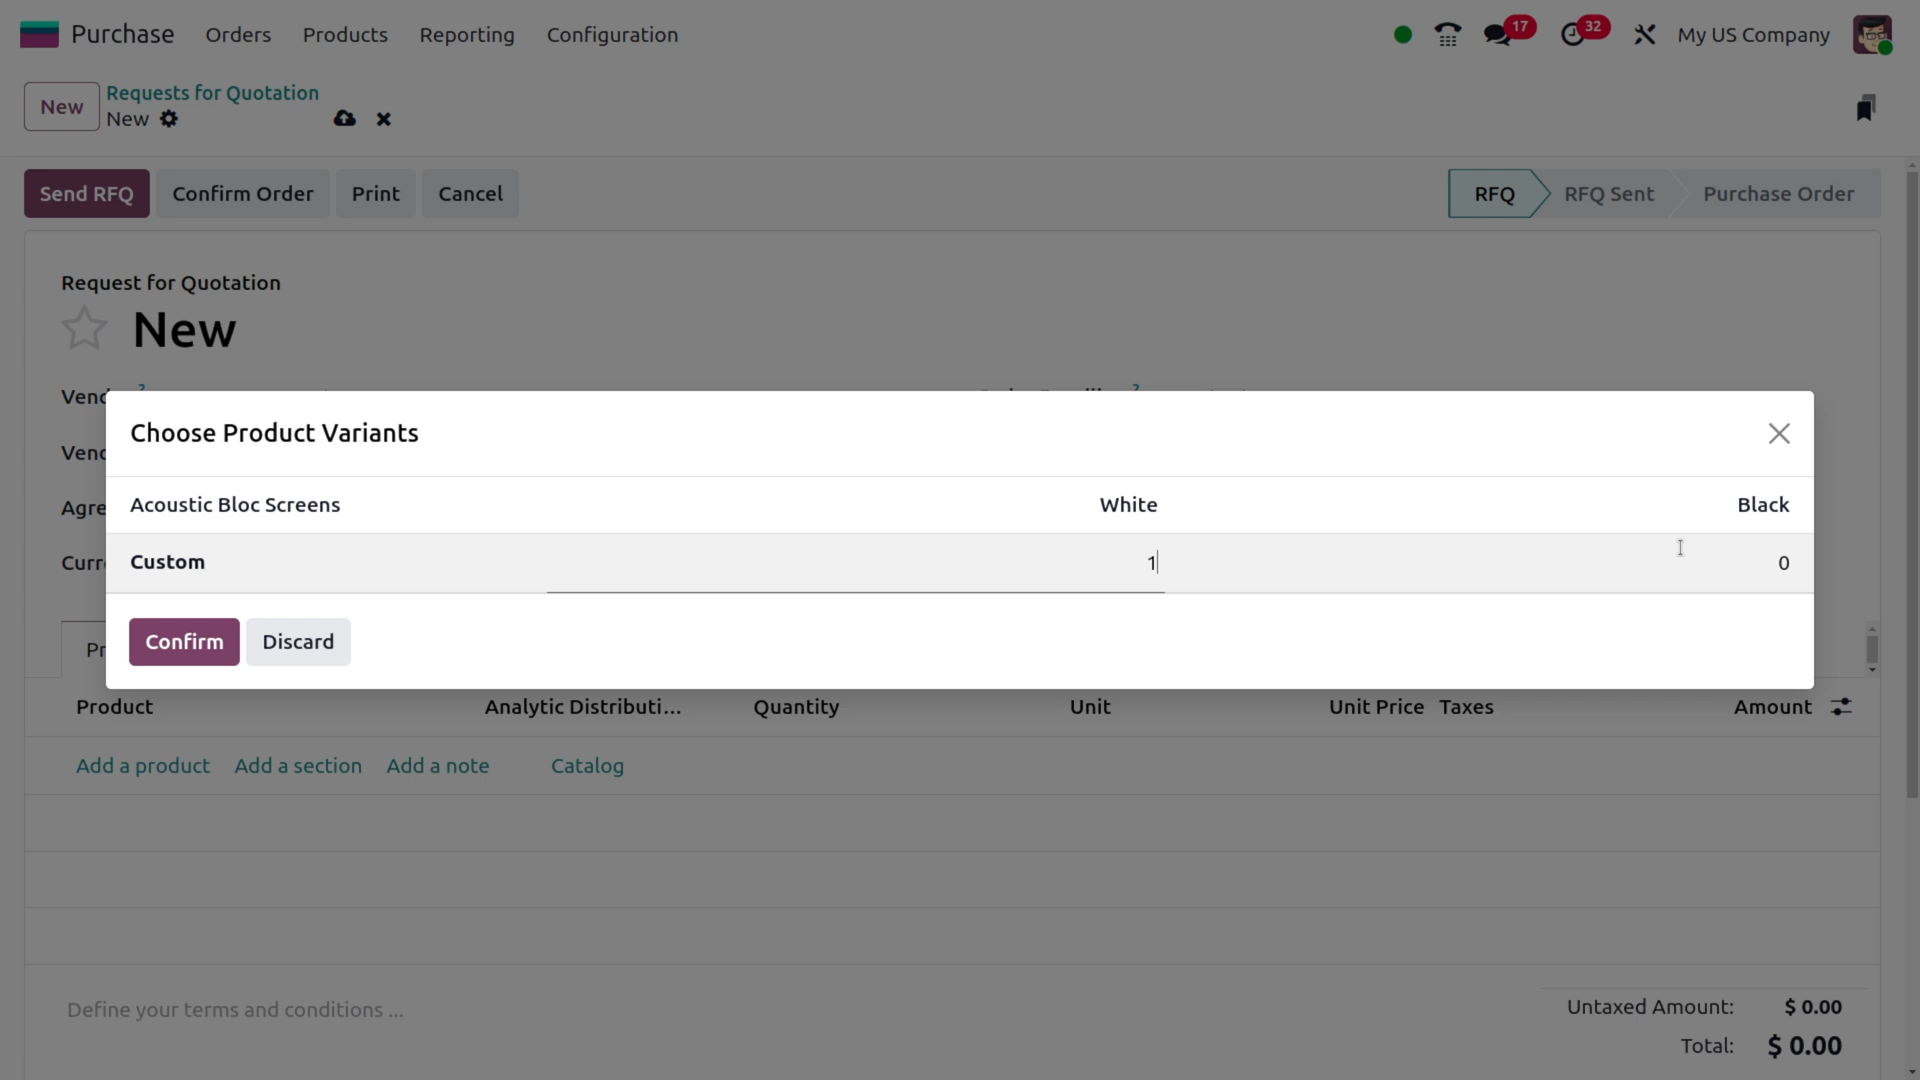 Purchase Orders Products Reporting Configuration 17 32 My US Company
New Requests for Quotation
New
Send RFQ Confirm Order Print Cancel RFQ RFQ Sent Purchase Order
Request for Quotation
New
Choose Product Variants
Acoustic Bloc Screens White Black
Custom 1 0
Confirm Discard
Product Analytic Distributi... Quantity Unit Unit Price Taxes Amount
Add a product Add a section Add a note Catalog
Define your terms and conditions ...
Untaxed Amount: $ 0.00
Total: $ 0.00